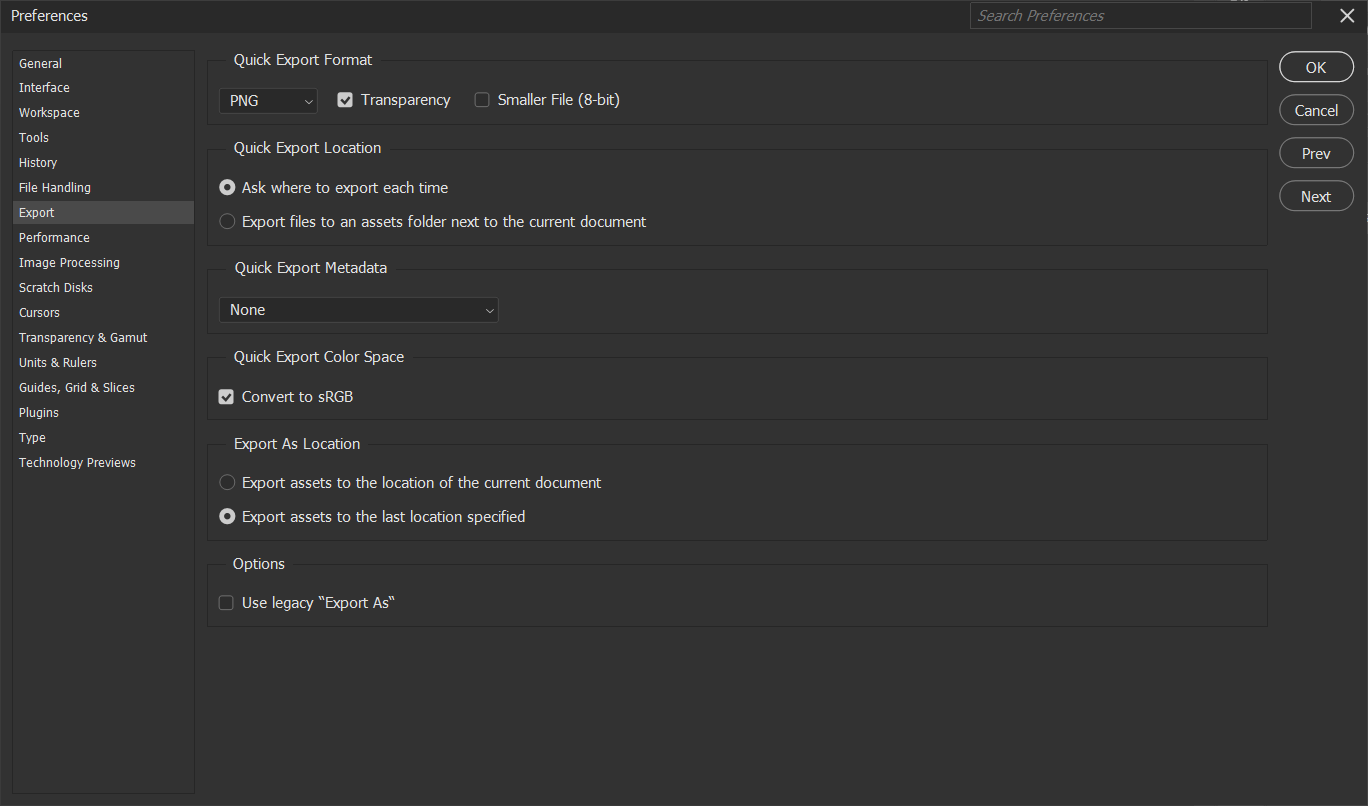 Preferences
Search Preferences
General
Interface
Workspace
Tools
History
File Handling
Export
Performance
Image Processing
Scratch Disks
Cursors
Transparency & Gamut
Units & Rulers
Guides, Grid & Slices
Plugins
Type
Technology Previews
Quick Export Format
PNG
Transparency
Smaller File (8-bit)
Quick Export Location
Ask where to export each time
Export files to an assets folder next to the current document
Quick Export Metadata
None
Quick Export Color Space
Convert to sRGB
Export As Location
Export assets to the location of the current document
Export assets to the last location specified
Options
Use legacy “Export As“
OK
Cancel
Prev
Next